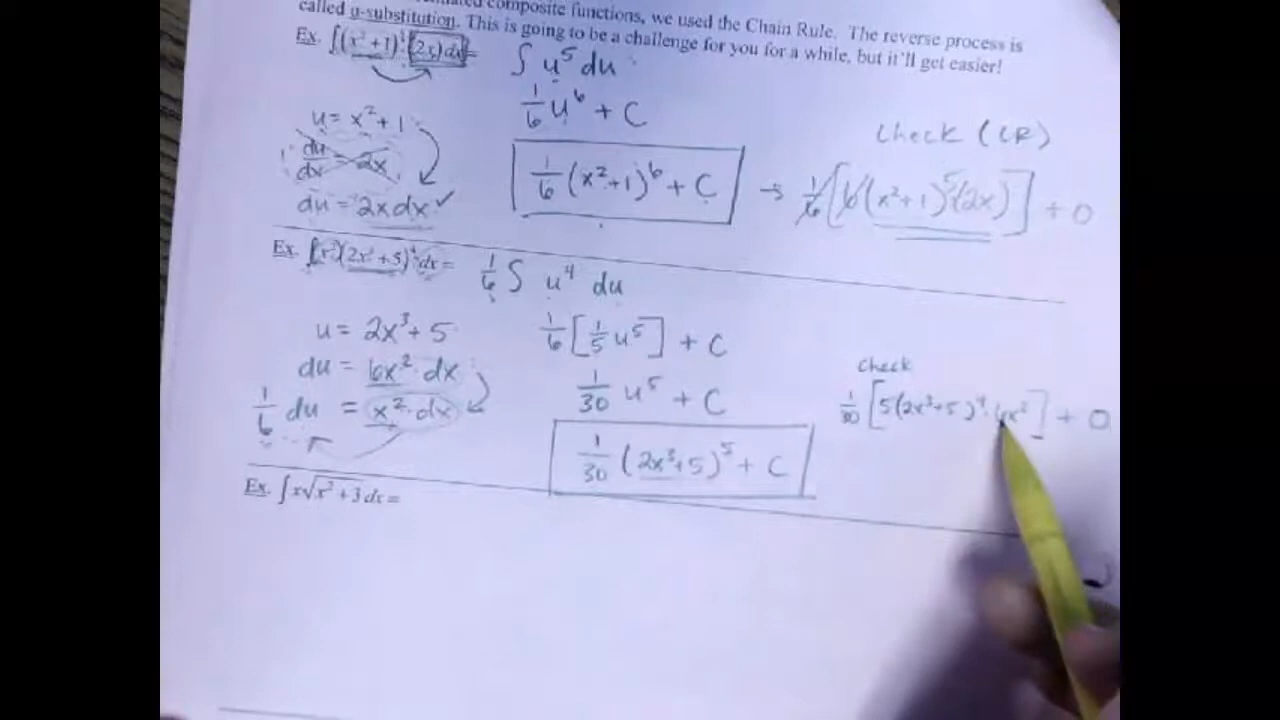 composite functions, we used the Chain Rule. The reverse process is
called u-substitution. This is going to be a challenge for you for a while, but it'll get easier!
Ex. ∫(x²+1)⁵(2x)dx=
∫ u⁵ du
1/6 u⁶ + C
u = x² + 1
du/dx = 2x
du = 2x dx ✓
1/6 (x²+1)⁶ + C
Check (CR)
→ 1/6 [6(x²+1)⁵(2x)] + 0
Ex. ∫x²(2x³+5)⁴dx=
1/6 ∫ u⁴ du
u = 2x³ + 5
1/6 [1/5 u⁵] + C
du = 6x² · dx
1/6 du = x² · dx
1/30 u⁵ + C
1/30 (2x³+5)⁵ + C
Check
1/30 [5(2x³+5)⁴ · 6x²] + 0
Ex. ∫x√x²+3 dx=